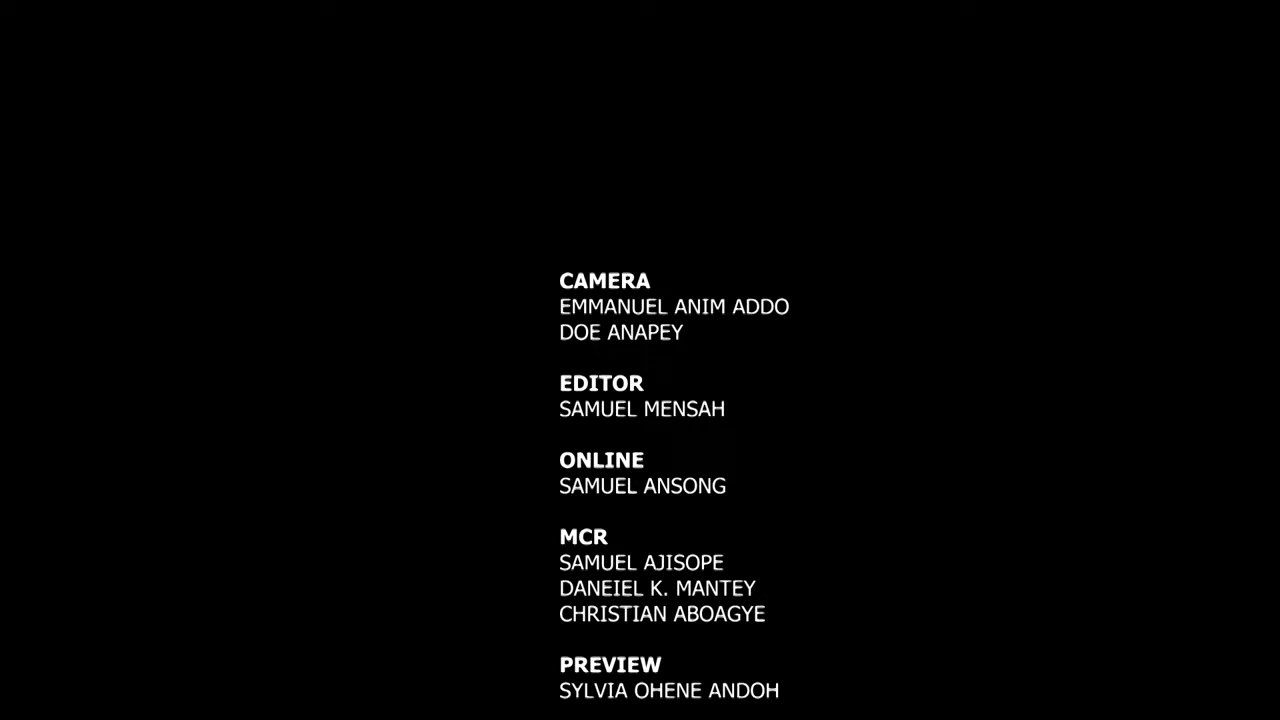 CAMERA
EMMANUEL ANIM ADDO
DOE ANAPEY
EDITOR
SAMUEL MENSAH
ONLINE
SAMUEL ANSONG
MCR
SAMUEL AJISOPE
DANEIEL K. MANTEY
CHRISTIAN ABOAGYE
PREVIEW
SYLVIA OHENE ANDOH